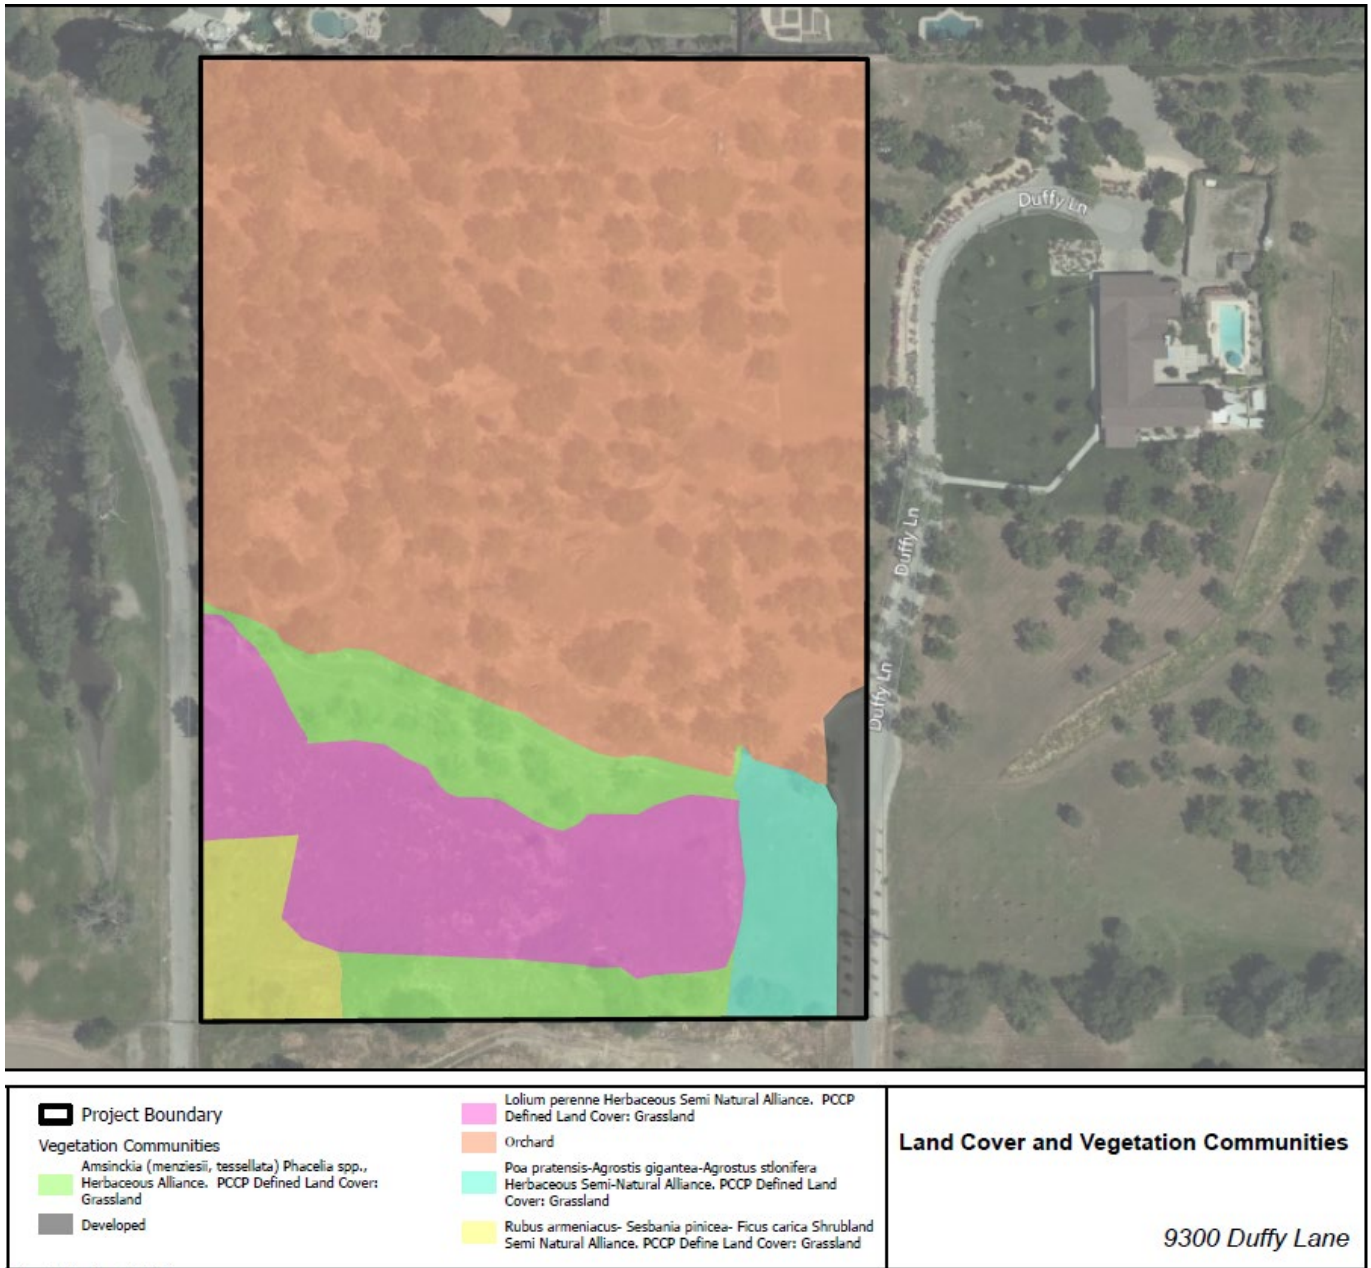 Duffy Ln
Duffy Ln
Duffy Ln
Project Boundary
Vegetation Communities
Amsinckia (menziesii, tessellata) Phacelia spp.,
Herbaceous Alliance. PCCP Defined Land Cover:
Grassland
Developed
Lolium perenne Herbaceous Semi Natural Alliance. PCCP
Defined Land Cover: Grassland
Orchard
Poa pratensis-Agrostis gigantea-Agrostus stlonifera
Herbaceous Semi-Natural Alliance. PCCP Defined Land
Cover: Grassland
Rubus armeniacus- Sesbania pinicea- Ficus carica Shrubland
Semi Natural Alliance. PCCP Define Land Cover: Grassland
Land Cover and Vegetation Communities
9300 Duffy Lane